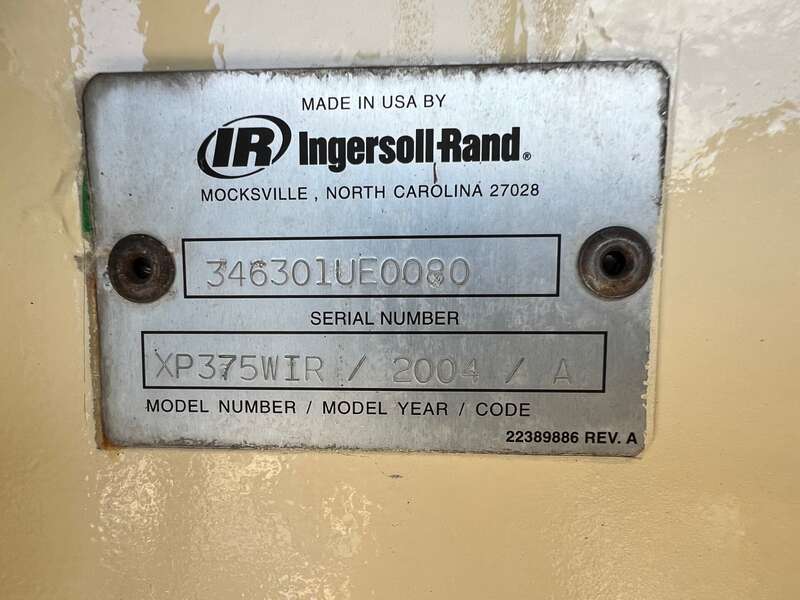 MADE IN USA BY
IR Ingersoll-Rand®
MOCKSVILLE , NORTH CAROLINA 27028
346301UE0080
SERIAL NUMBER
XP375WIR / 2004 / A
MODEL NUMBER / MODEL YEAR / CODE
22389886 REV. A